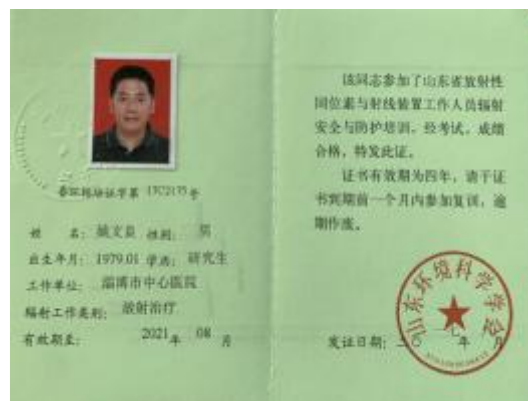 鲁环辐培证字第 17C2175 号
姓 名: 文良 性别: 男
出生年月: 1979.01 学历: 研究生
工作单位: 淄博市中心医院
辐射工作类别: 放射治疗
有效期至: 2021 年 08 月
该同志参加了山东省放射性
同位素与射线装置工作人员辐射
安全与防护培训。经考试,成绩
合格,特发此证。
证书有效期为四年,请于证
书到期前一个月内参加复训,逾
期作废。
山东环境科学学会
发证日期: 二〇 七年 月